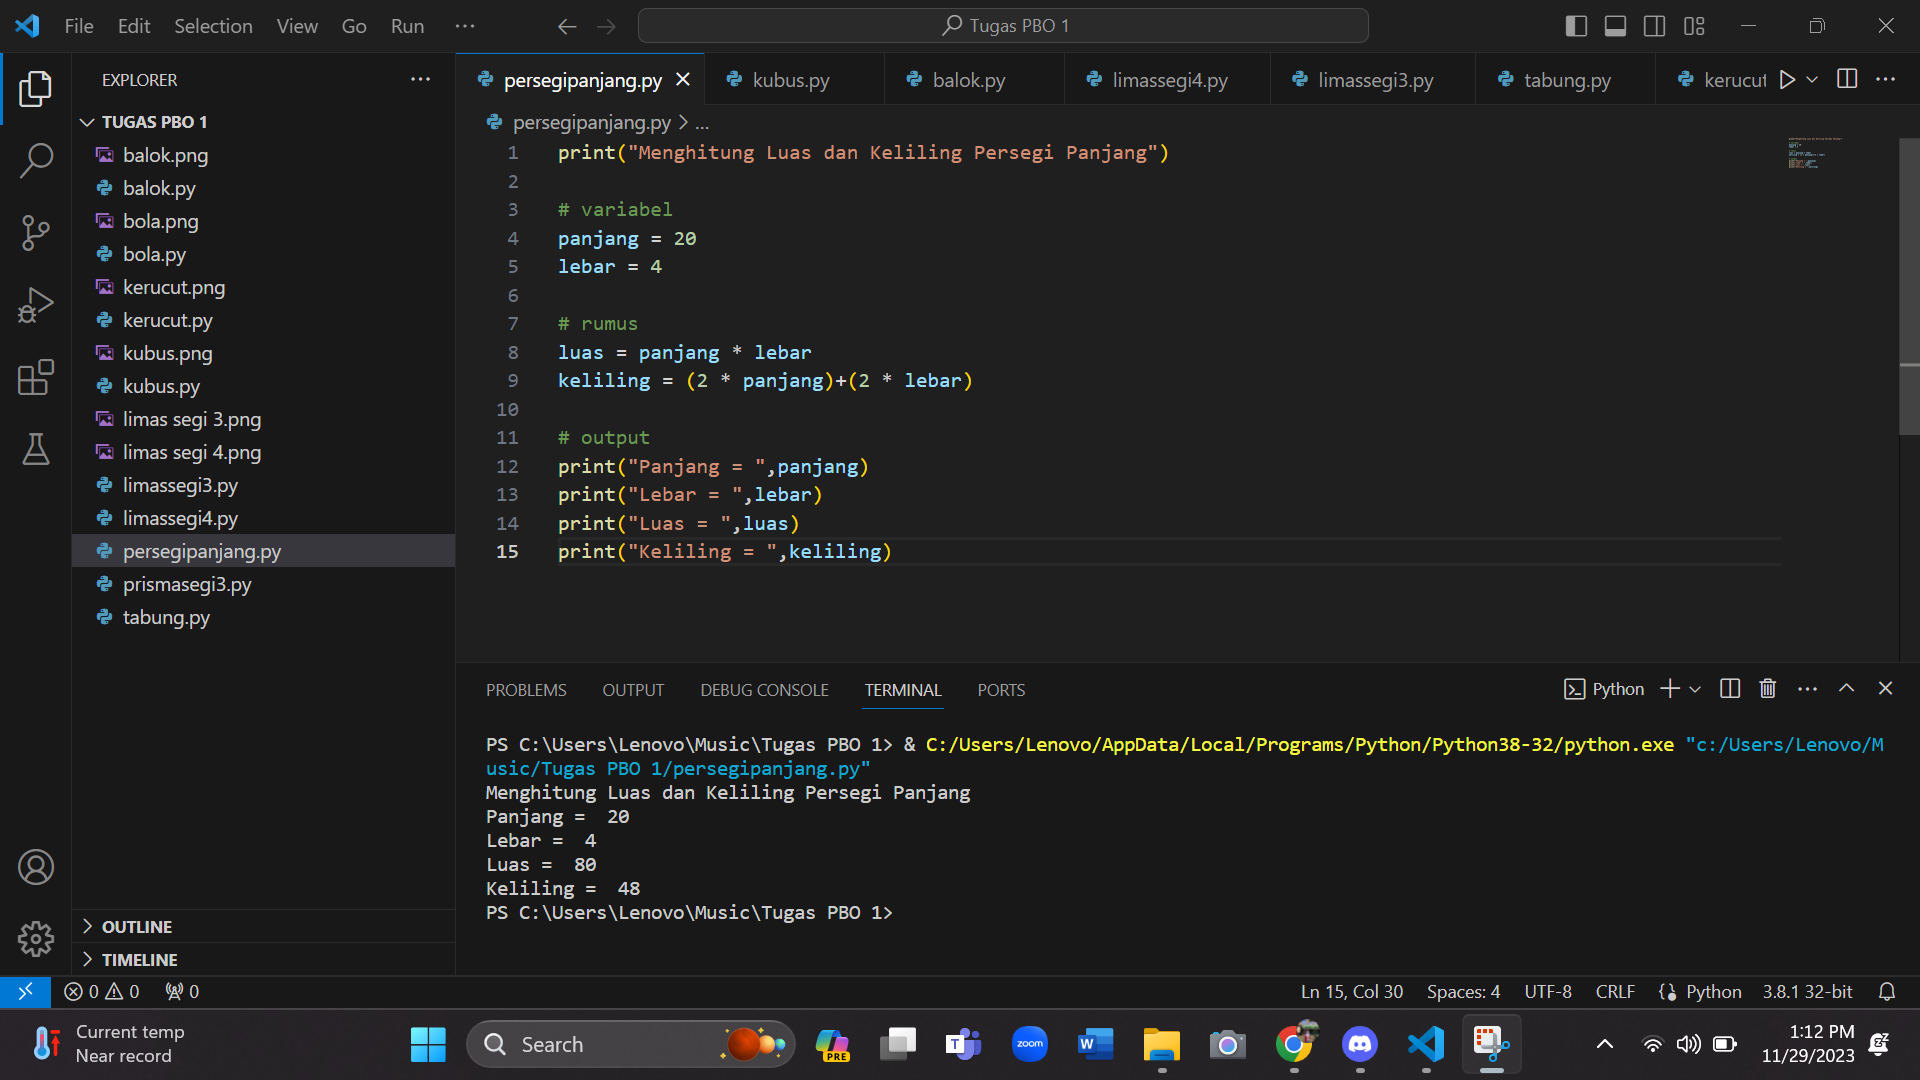 File Edit Selection View Go Run ···
Tugas PBO 1
EXPLORER
TUGAS PBO 1
balok.png
balok.py
bola.png
bola.py
kerucut.png
kerucut.py
kubus.png
kubus.py
limas segi 3.png
limas segi 4.png
limassegi3.py
limassegi4.py
persegipanjang.py
prismasegi3.py
tabung.py
OUTLINE
TIMELINE
persegipanjang.py kubus.py balok.py limassegi4.py limassegi3.py tabung.py kerucut
persegipanjang.py > ...
1 print("Menghitung Luas dan Keliling Persegi Panjang")
2
3 # variabel
4 panjang = 20
5 lebar = 4
6
7 # rumus
8 luas = panjang * lebar
9 keliling = (2 * panjang)+(2 * lebar)
10
11 # output
12 print("Panjang = ",panjang)
13 print("Lebar = ",lebar)
14 print("Luas = ",luas)
15 print("Keliling = ",keliling)
PROBLEMS OUTPUT DEBUG CONSOLE TERMINAL PORTS
Python
PS C:\Users\Lenovo\Music\Tugas PBO 1> & C:/Users/Lenovo/AppData/Local/Programs/Python/Python38-32/python.exe "c:/Users/Lenovo/M
usic/Tugas PBO 1/persegipanjang.py"
Menghitung Luas dan Keliling Persegi Panjang
Panjang =  20
Lebar =  4
Luas =  80
Keliling =  48
PS C:\Users\Lenovo\Music\Tugas PBO 1>
0 0 0
Ln 15, Col 30 Spaces: 4 UTF-8 CRLF Python 3.8.1 32-bit
Current temp
Near record
Search
PRE
T
zoom
W
1:12 PM
11/29/2023